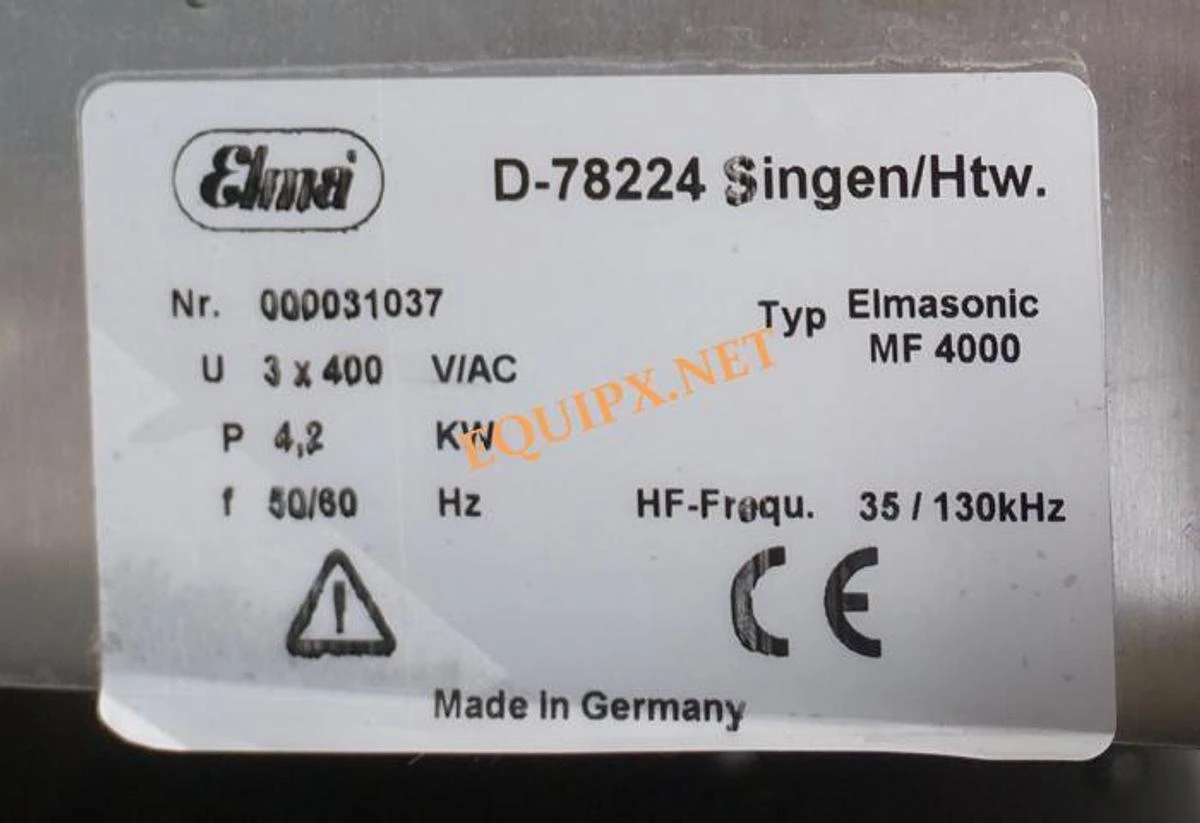 Elma
D-78224 Singen/Htw.
Nr. 000031037
Typ Elmasonic
MF 4000
U 3 x 400 V/AC
P 4,2 KW
f 50/60 Hz
HF-Frequ. 35 / 130kHz
!
CE
Made In Germany
EQUIPX.NET